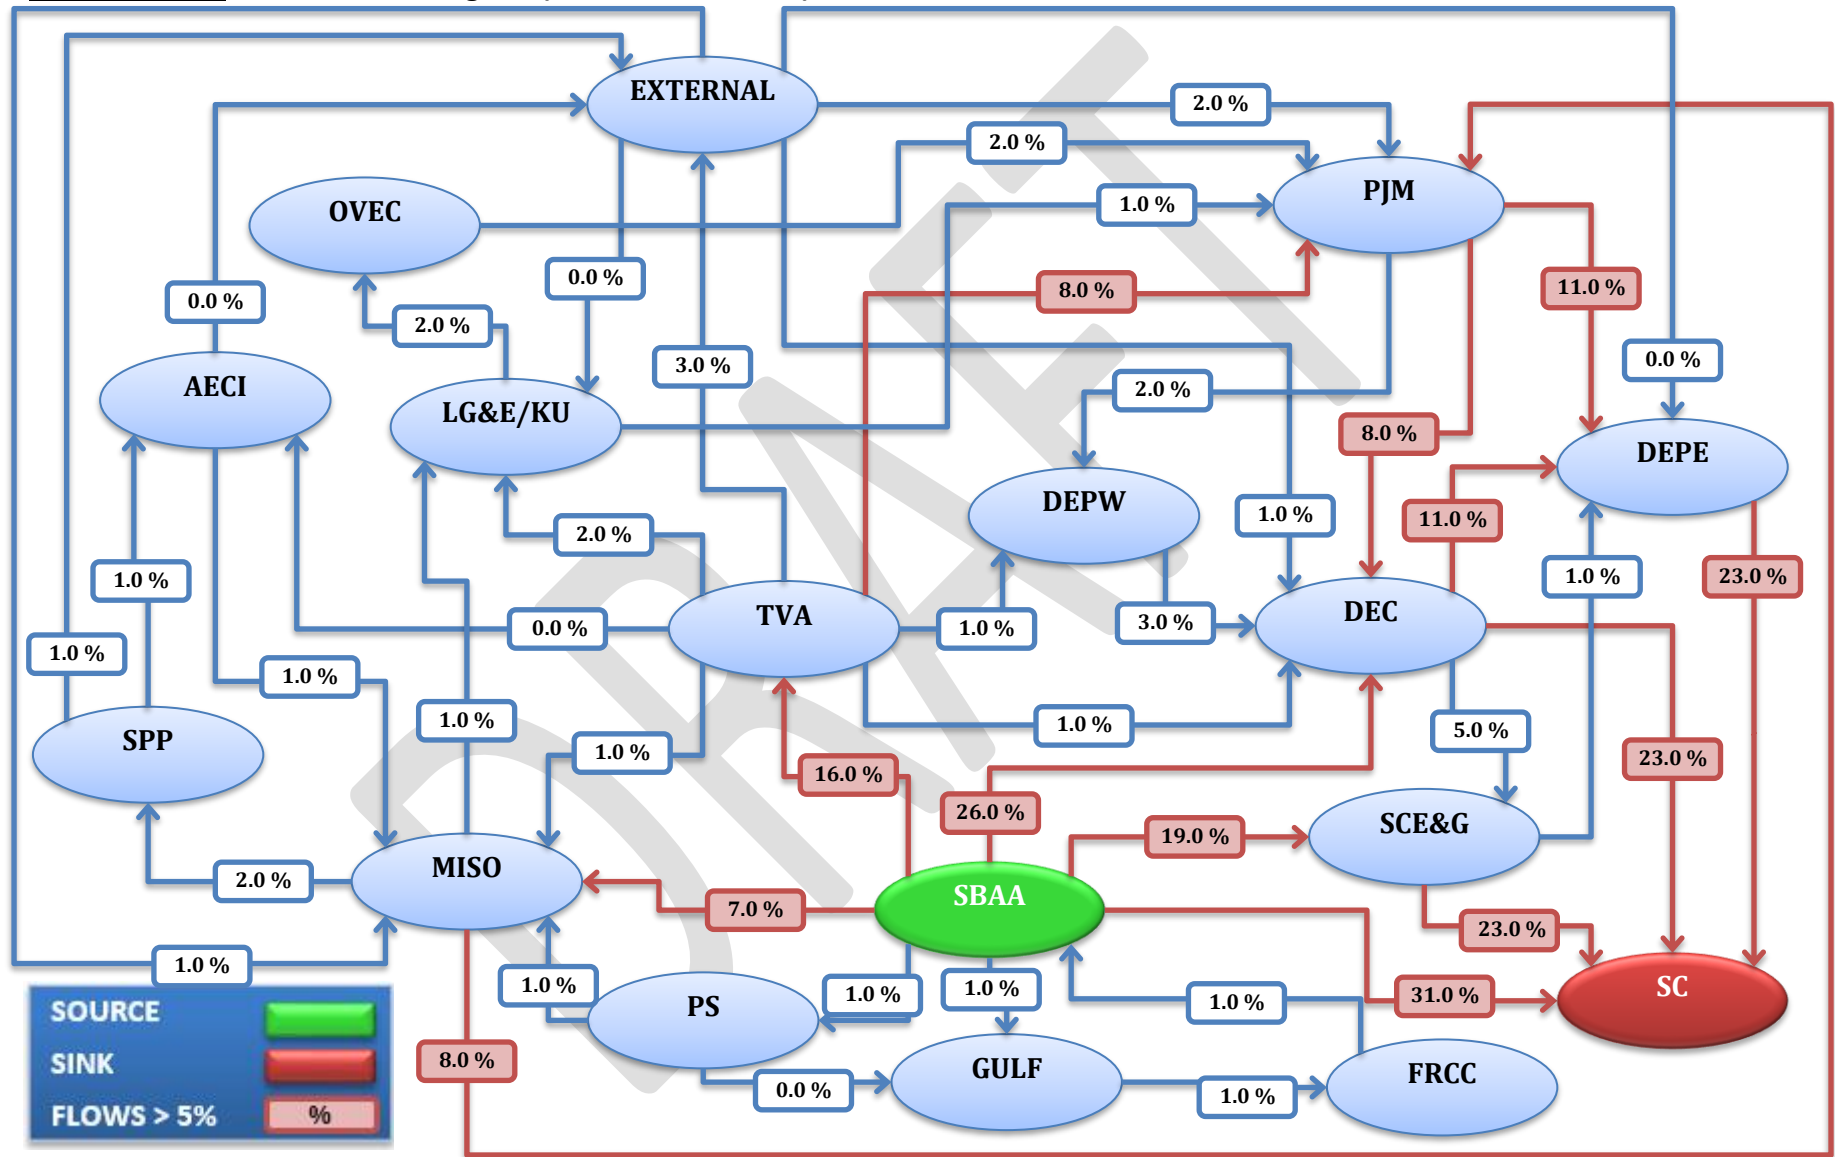 EXTERNAL
2.0 %
2.0 %
PJM
OVEC
1.0 %
0.0 %
8.0 %
11.0 %
0.0 %
2.0 %
3.0 %
0.0 %
AECI
2.0 %
LG&E/KU
8.0 %
DEPE
DEPW
1.0 %
11.0 %
2.0 %
1.0 %
1.0 %
23.0 %
TVA
DEC
0.0 %
1.0 %
3.0 %
1.0 %
1.0 %
1.0 %
1.0 %
5.0 %
SPP
1.0 %
23.0 %
16.0 %
26.0 %
SCE&G
19.0 %
MISO
2.0 %
SBAA
7.0 %
23.0 %
1.0 %
1.0 %
1.0 %
1.0 %
SC
31.0 %
PS
1.0 %
SOURCE
SINK
8.0 %
GULF
FRCC
0.0 %
1.0 %
FLOWS > 5%
%
DRAFT